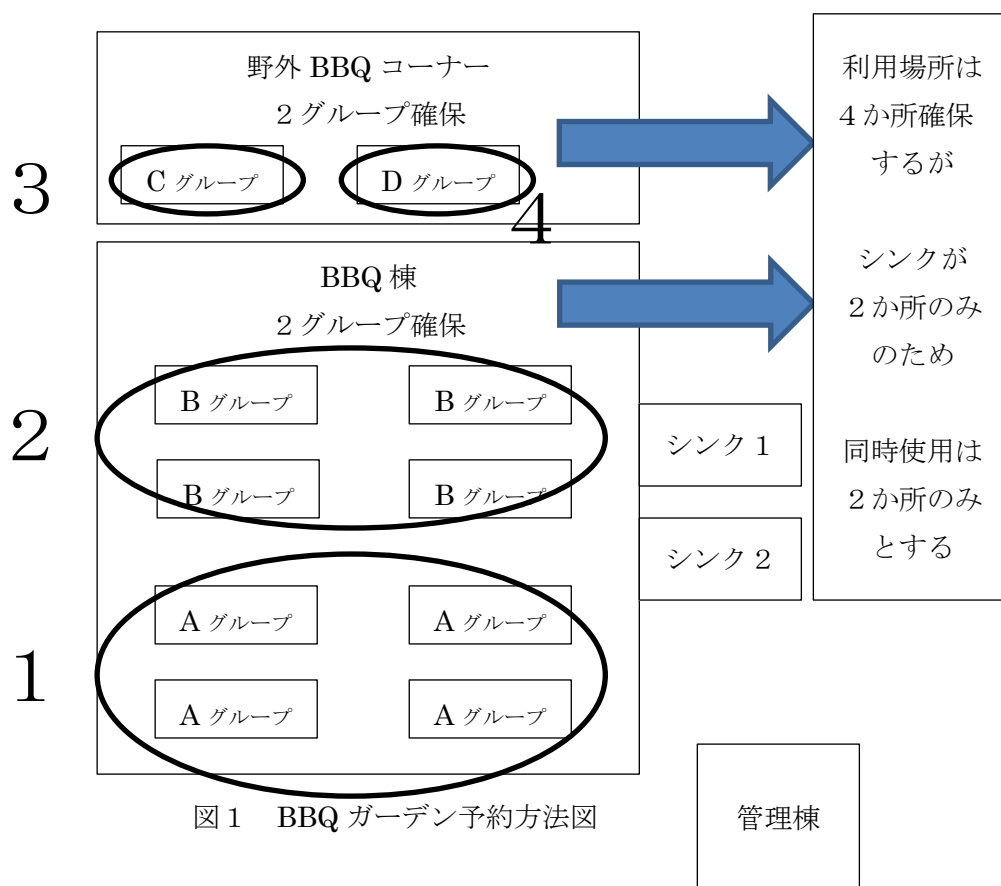 野外 BBQ コーナー
２グループ確保
3
C グループ
D グループ
4
BBQ 棟
２グループ確保
2
B グループ
B グループ
B グループ
B グループ
1
A グループ
A グループ
A グループ
A グループ
シンク１
シンク２
利用場所は
４か所確保
するが
シンクが
２か所のみ
のため
同時使用は
２か所のみ
とする
図１　BBQ ガーデン予約方法図
管理棟